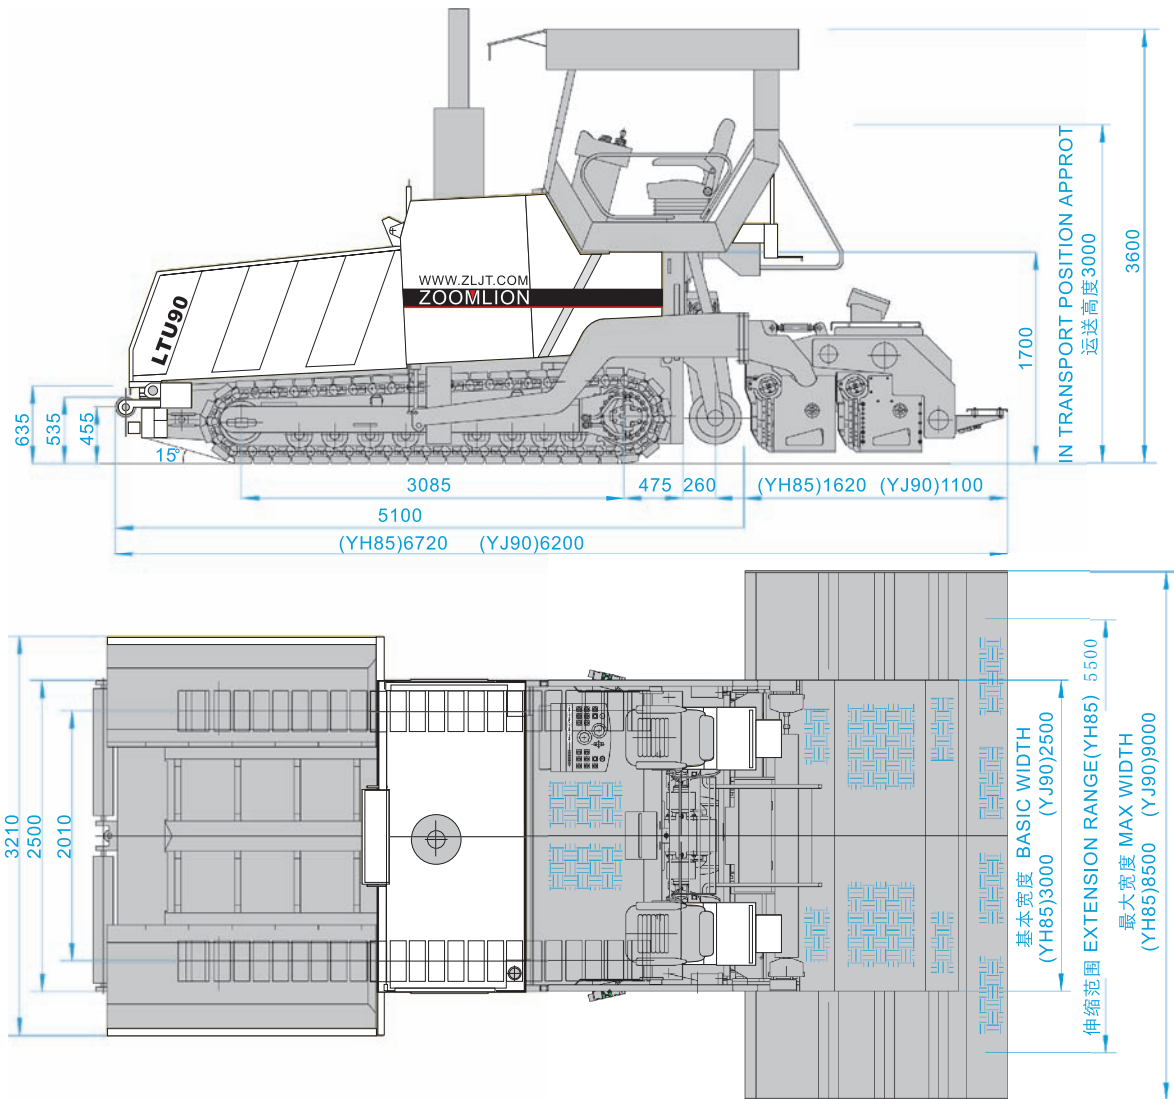 IN TRANSPORT POSITION APPROT
运送高度3000
3600
1700
WWW.ZLJT.COM
ZOOMLION
LTU90
635
535
455
15°
3085
475
260
(YH85)1620 (YJ90)1100
5100
(YH85)6720 (YJ90)6200
3210
2500
2010
基本宽度 BASIC WIDTH
(YH85)3000 (YJ90)2500
伸缩范围 EXTENSION RANGE(YH85) 5500
最大宽度 MAX WIDTH
(YH85)8500 (YJ90)9000